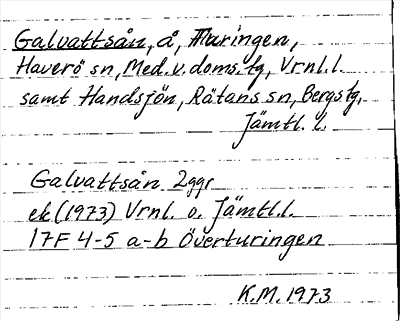 Galvattsån, å, Maringen,
Haverö sn, Med. v. doms. tg, Vrnl. l.
samt Handsjön, Rätans sn, Bergs tg,
Jämtl. l.
Galvattsån 2ggr
ek (1973) Vrnl. o. Jämtl. l.
17F 4-5 a-b Överturingen
K.M. 1973